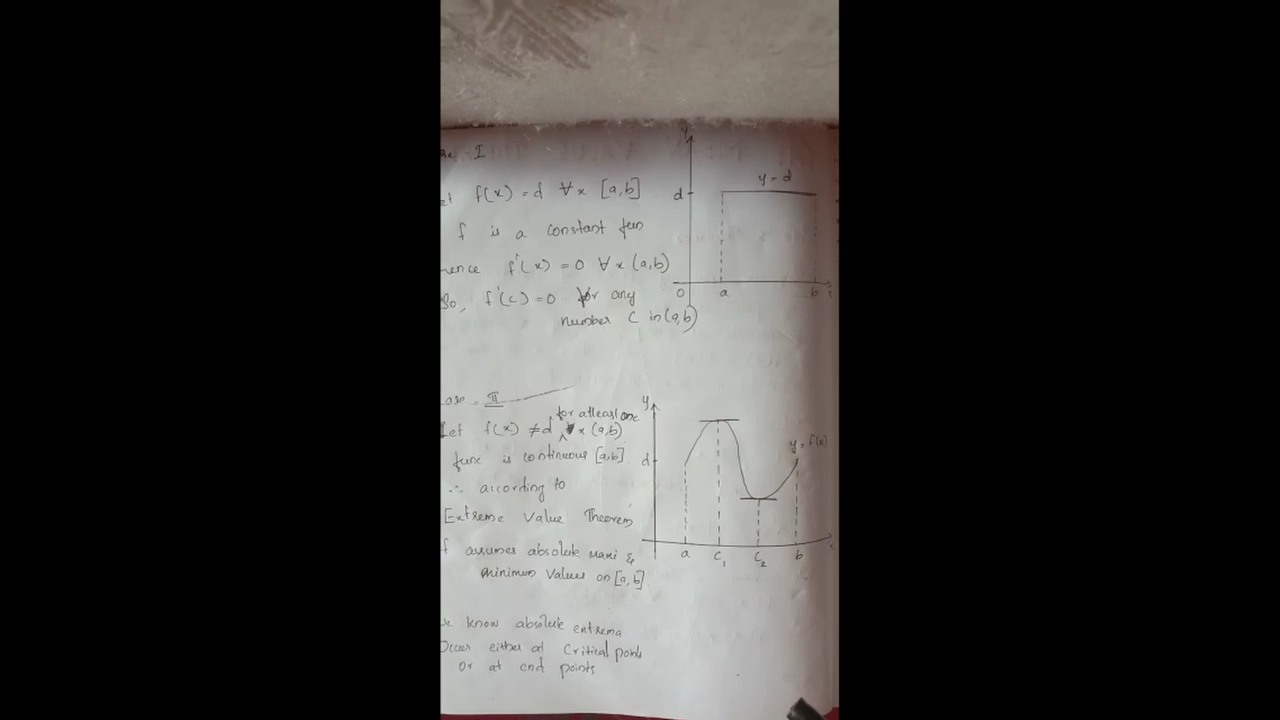 I
f(x) = d ∀ x [a,b]
f is a constant fun
hence f'(x) = 0 ∀ x (a,b)
So, f'(c) = 0 for any
number C in (a,b)
y
y = d
d
O a b
II
for atleast one
Let f(x) ≠ d x (a,b)
func is continuous [a,b]
∴ according to
Extreme Value Theorem
f assumes absolute maxi &
minimum Values on [a,b]
y
y = f(x)
d
a C₁ C₂ b
know absolute extrema
Occur either at Critical points
Or at end points